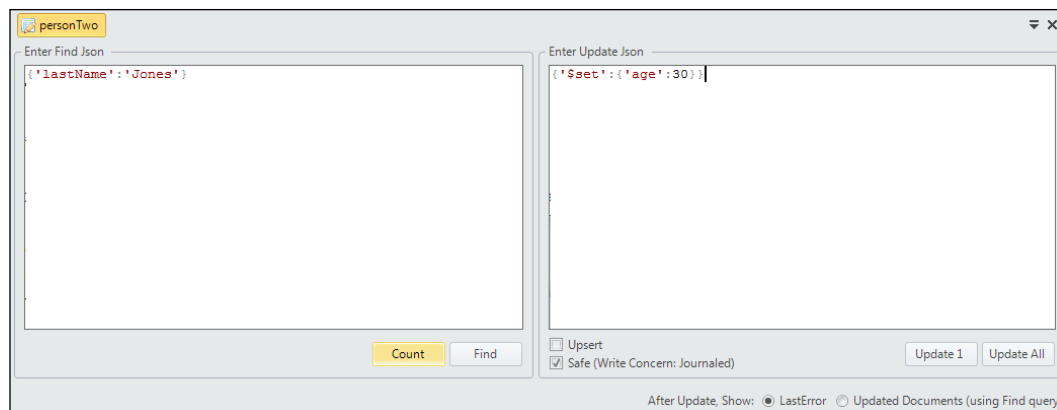 personTwo
Enter Find Json
{'lastName':'Jones'}
Count
Find
Enter Update Json
{'$set':{'age':30}}
Upsert
Safe (Write Concern: Journaled)
Update 1
Update All
After Update, Show: LastError Updated Documents (using Find query